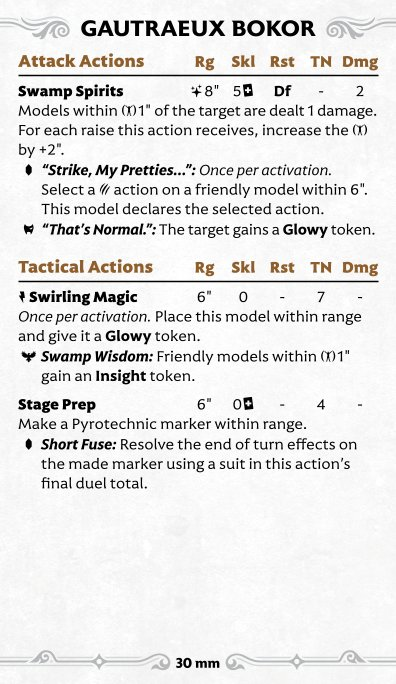 GAUTRAEUX BOKOR
Attack Actions Rg Skl Rst TN Dmg
Swamp Spirits 8" 5 Df - 2
Models within 1" of the target are dealt 1 damage.
For each raise this action receives, increase the
by +2".
"Strike, My Pretties...": Once per activation.
Select a action on a friendly model within 6".
This model declares the selected action.
"That's Normal.": The target gains a Glowy token.
Tactical Actions Rg Skl Rst TN Dmg
Swirling Magic 6" 0 - 7 -
Once per activation. Place this model within range
and give it a Glowy token.
Swamp Wisdom: Friendly models within 1"
gain an Insight token.
Stage Prep 6" 0 - 4 -
Make a Pyrotechnic marker within range.
Short Fuse: Resolve the end of turn effects on
the made marker using a suit in this action's
final duel total.
30 mm